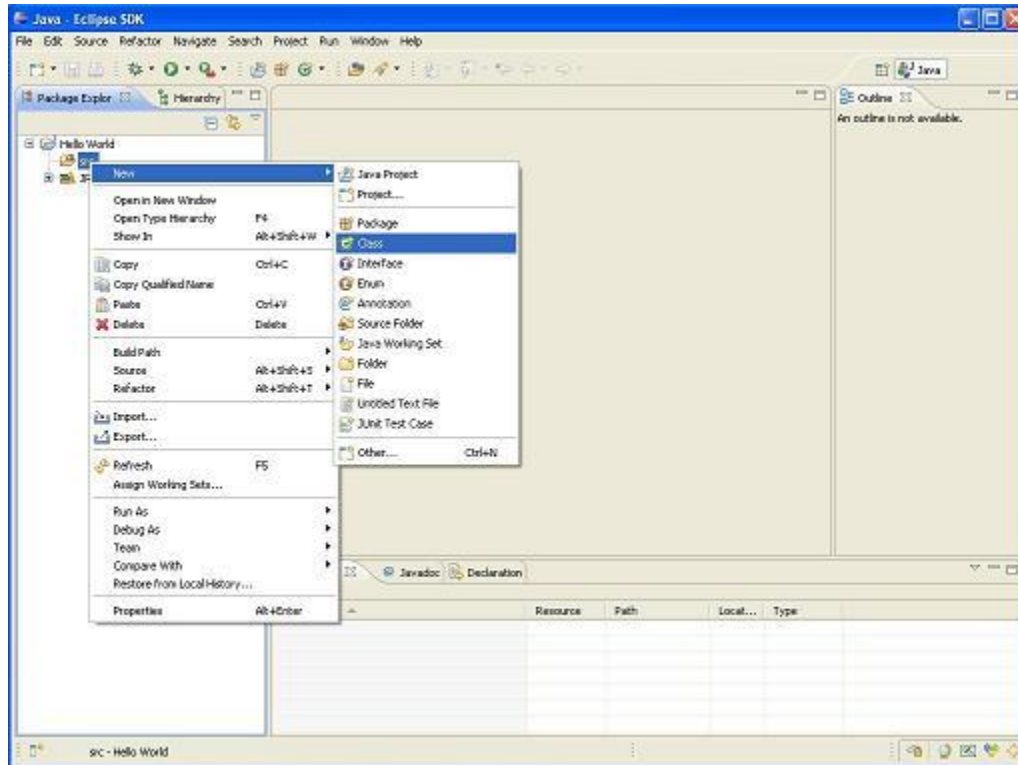 Java - Eclipse SDK
File Edit Source Refactor Navigate Search Project Run Window Help
Java
Package Explor Hierarchy
Outline
An outline is not available.
Hello World
src
New
Open in New Window
Open Type Hierarchy F4
Show In Alt+Shift+W
Copy Ctrl+C
Copy Qualified Name
Paste Ctrl+V
Delete Delete
Build Path
Source Alt+Shift+S
Refactor Alt+Shift+T
Import...
Export...
Refresh F5
Assign Working Sets...
Run As
Debug As
Team
Compare With
Restore from Local History...
Properties Alt+Enter
Java Project
Project...
Package
Class
Interface
Enum
Annotation
Source Folder
Java Working Set
Folder
File
Untitled Text File
JUnit Test Case
Other... Ctrl+N
Javadoc Declaration
Resource Path Locat... Type
src - Hello World